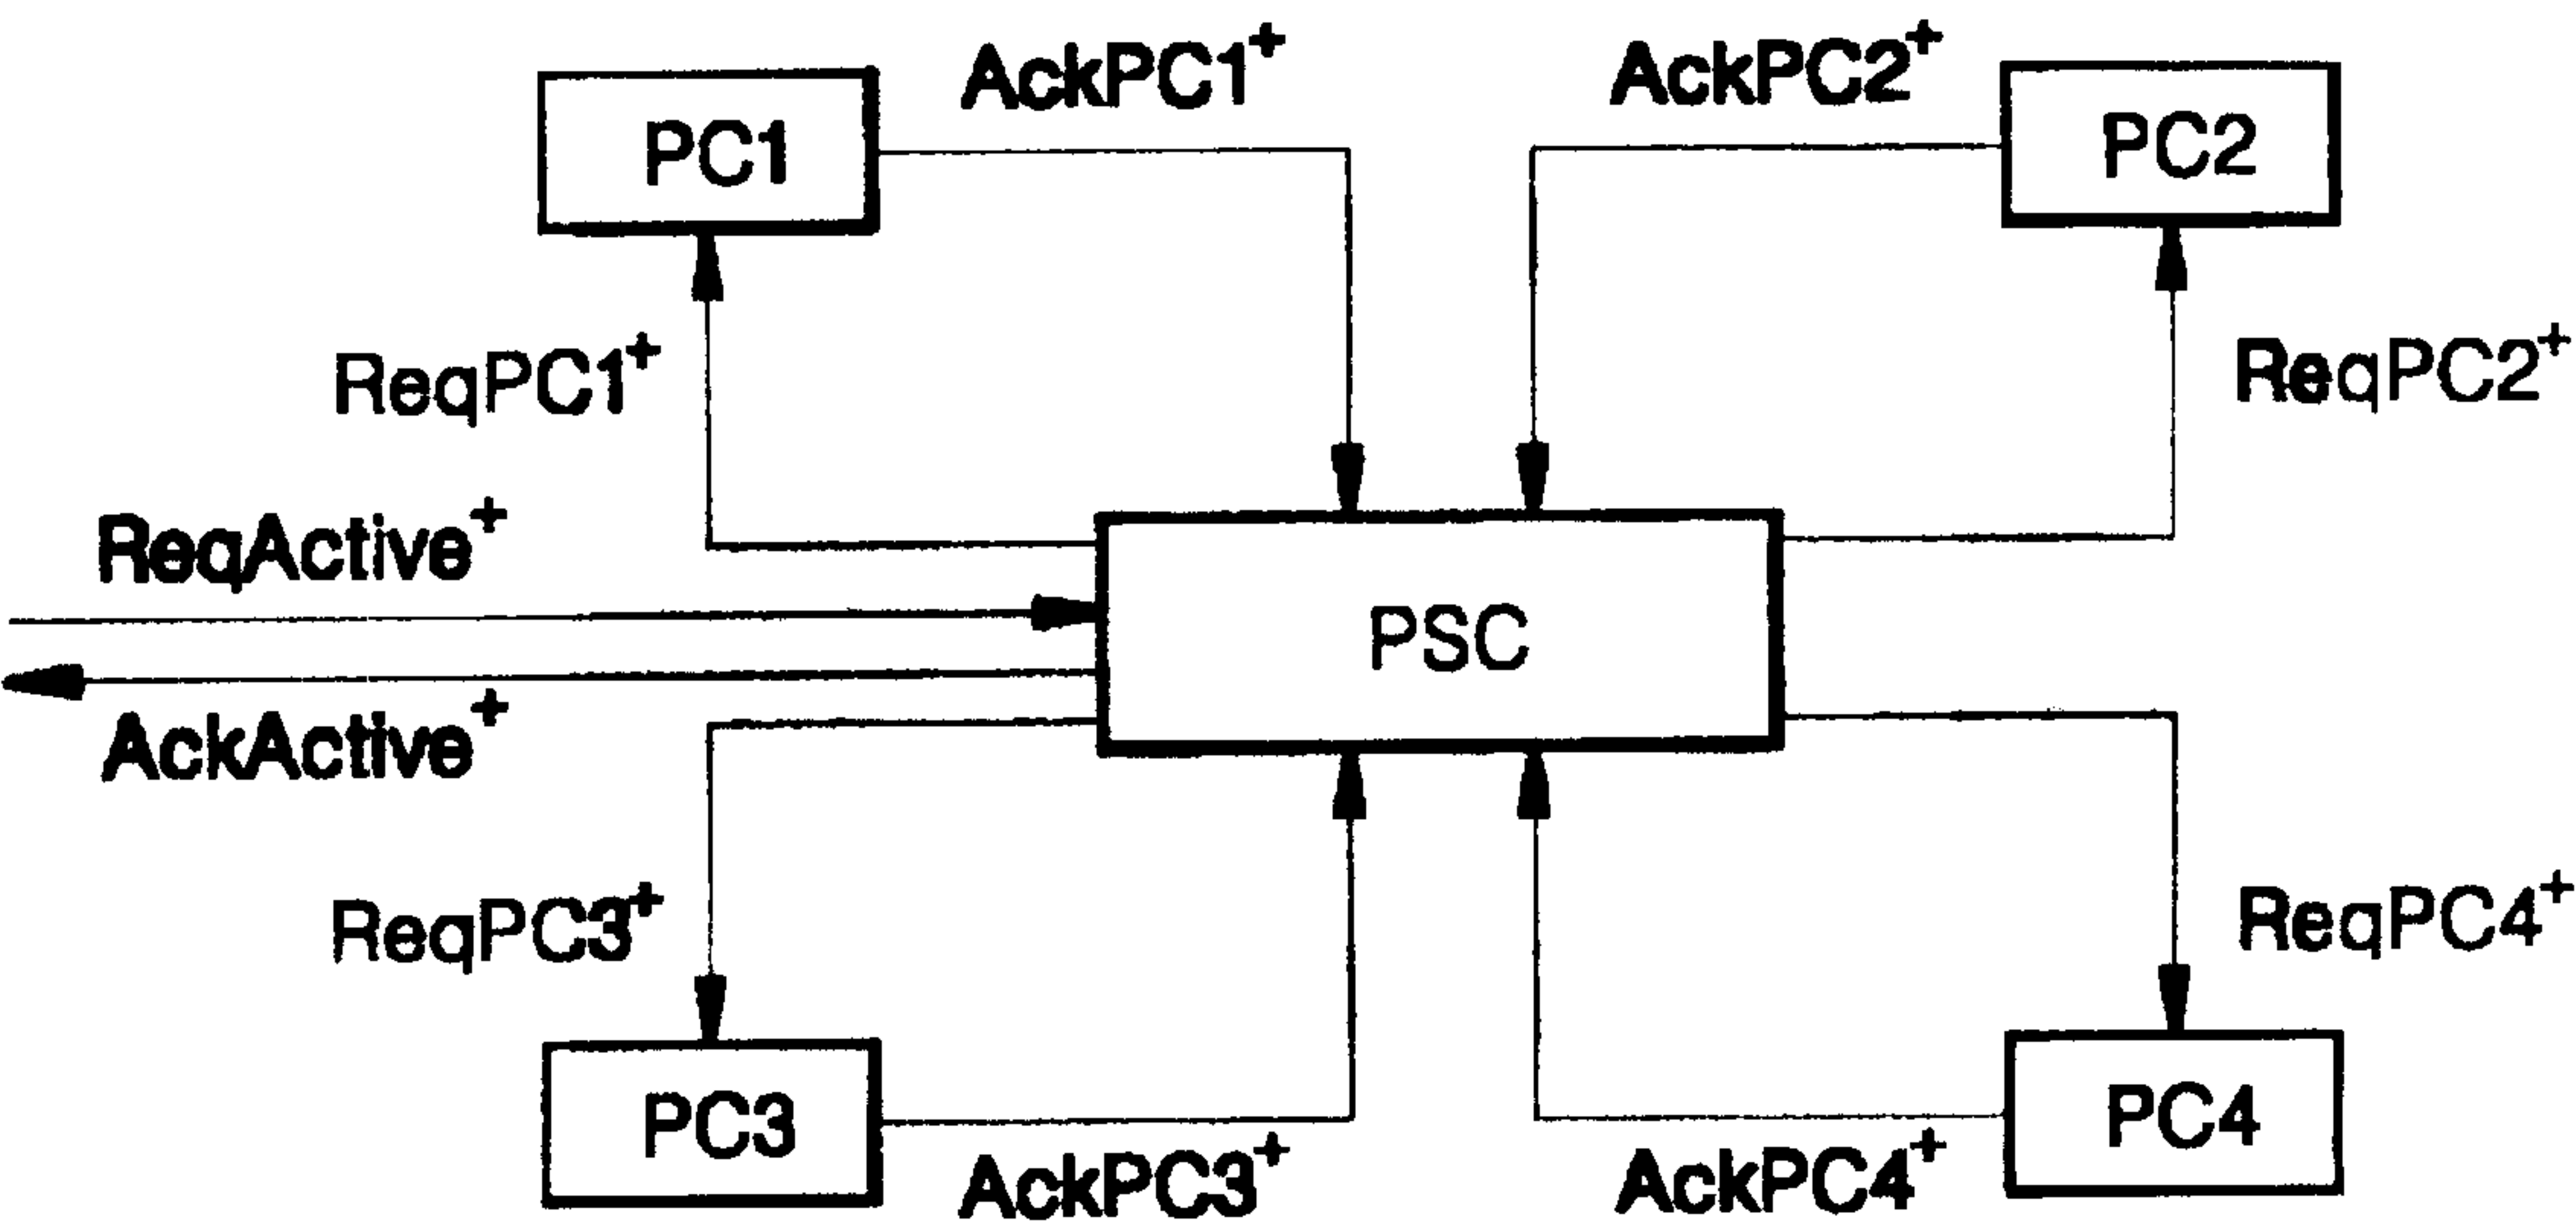 AckPC1+
AckPC2+
PC1
PC2
ReqPC1+
ReqPC2+
ReqActive+
PSC
AckActive+
ReqPC3+
ReqPC4+
PC3
PC4
AckPC3+
AckPC4+